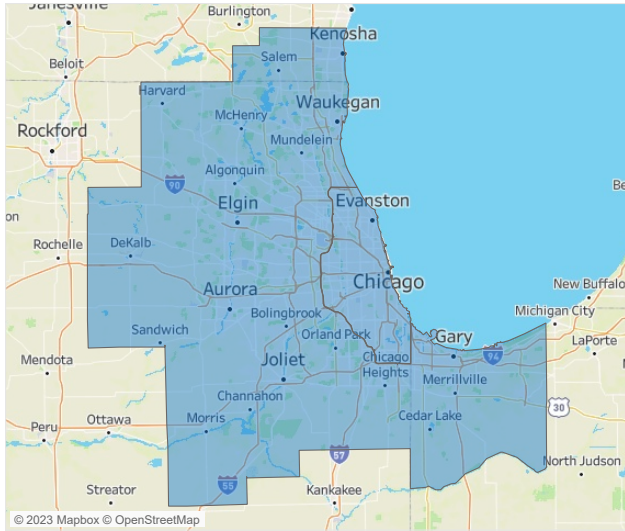 Janesville
Burlington
Kenosha
Beloit
Salem
Harvard
Waukegan
McHenry
Rockford
Mundelein
Algonquin
90
Be
Elgin
Evanston
on
DeKalb
Rochelle
Chicago
New Buffalo
Aurora
Michigan City
Bolingbrook
Sandwich
Orland Park
Gary
94
LaPorte
Mendota
Joliet
Chicago
Heights
Merrillville
Channahon
30
Ottawa
Morris
Cedar Lake
Peru
57
North Judson
Streator
55
Kankakee
© 2023 Mapbox © OpenStreetMap